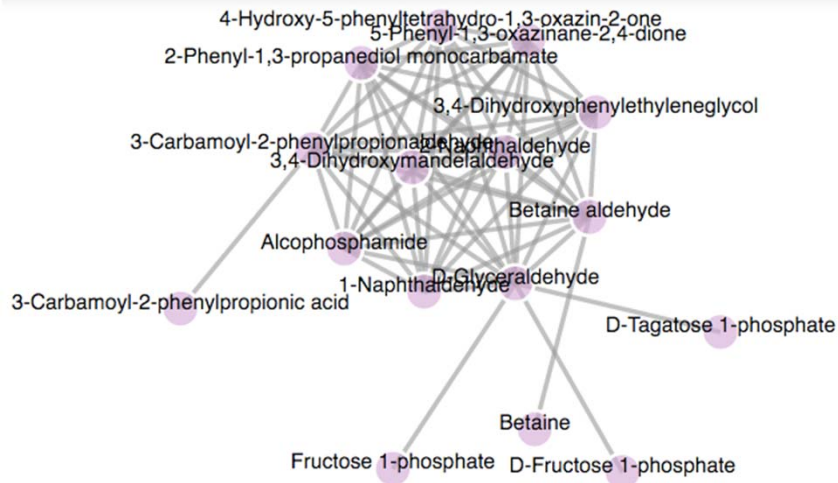 4-Hydroxy-5-phenyltetrahydro-1,3-oxazin-2-one
5-Phenyl-1,3-oxazinane-2,4-dione
2-Phenyl-1,3-propanediol monocarbamate
3,4-Dihydroxyphenylethyleneglycol
3-Carbamoyl-2-phenylpropionaldehyde
2-Naphthaldehyde
3,4-Dihydroxymandelaldehyde
Betaine aldehyde
Alcophosphamide
D-Glyceraldehyde
1-Naphthaldehyde
3-Carbamoyl-2-phenylpropionic acid
D-Tagatose 1-phosphate
Betaine
Fructose 1-phosphate
D-Fructose 1-phosphate